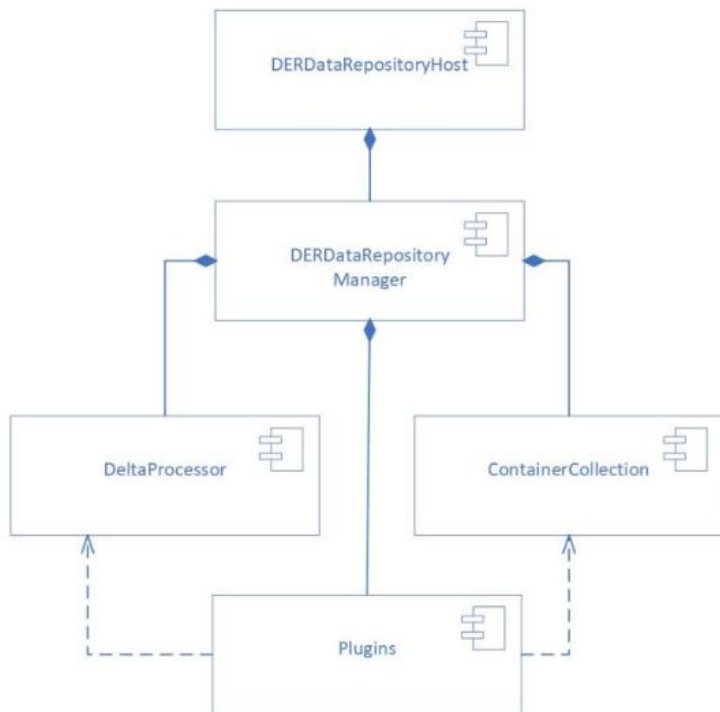 DERDataRepositoryHost
DERDataRepository
Manager
DeltaProcessor
ContainerCollection
Plugins